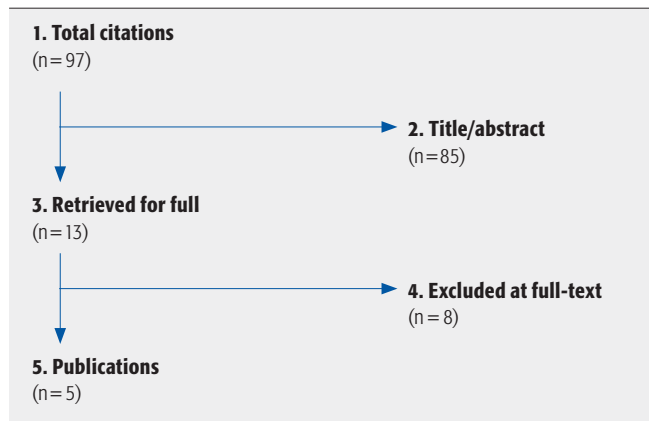 1. Total citations
(n=97)
2. Title/abstract
(n=85)
3. Retrieved for full
(n=13)
4. Excluded at full-text
(n=8)
5. Publications
(n=5)